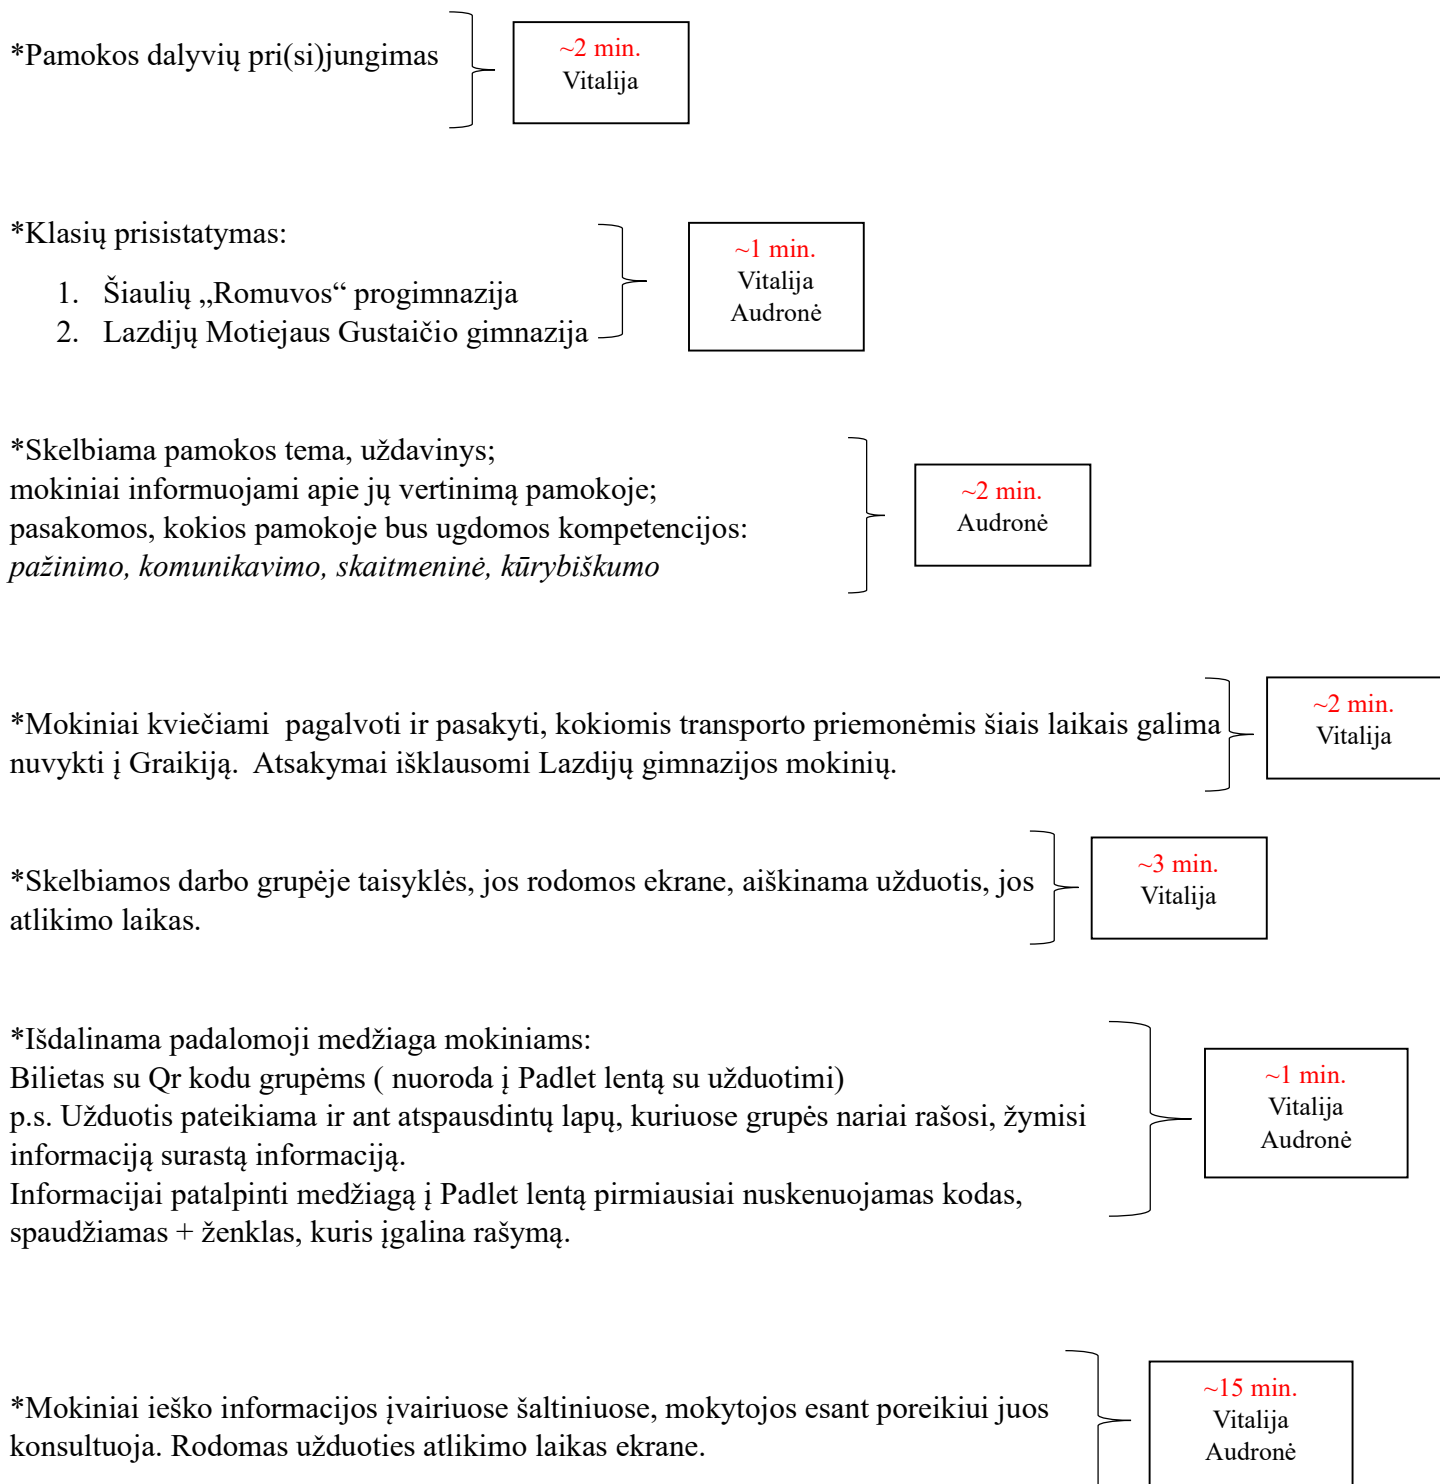 *Pamokos dalyvių pri(si)jungimas
~2 min.
Vitalija
*Klasių prisistatymas:
1. Šiaulių „Romuvos“ progimnazija
2. Lazdijų Motiejaus Gustaičio gimnazija
~1 min.
Vitalija
Audronė
*Skelbiama pamokos tema, uždavinys;
mokiniai informuojami apie jų vertinimą pamokoje;
pasakomos, kokios pamokoje bus ugdomos kompetencijos:
pažinimo, komunikavimo, skaitmeninė, kūrybiškumo
~2 min.
Audronė
*Mokiniai kviečiami  pagalvoti ir pasakyti, kokiomis transporto priemonėmis šiais laikais galima
nuvykti į Graikiją.  Atsakymai išklausomi Lazdijų gimnazijos mokinių.
~2 min.
Vitalija
*Skelbiamos darbo grupėje taisyklės, jos rodomos ekrane, aiškinama užduotis, jos
atlikimo laikas.
~3 min.
Vitalija
*Išdalinama padalomoji medžiaga mokiniams:
Bilietas su Qr kodu grupėms ( nuoroda į Padlet lentą su užduotimi)
p.s. Užduotis pateikiama ir ant atspausdintų lapų, kuriuose grupės nariai rašosi, žymisi
informaciją surastą informaciją.
Informacijai patalpinti medžiagą į Padlet lentą pirmiausiai nuskenuojamas kodas,
spaudžiamas + ženklas, kuris įgalina rašymą.
~1 min.
Vitalija
Audronė
*Mokiniai ieško informacijos įvairiuose šaltiniuose, mokytojos esant poreikiui juos
konsultuoja. Rodomas užduoties atlikimo laikas ekrane.
~15 min.
Vitalija
Audronė